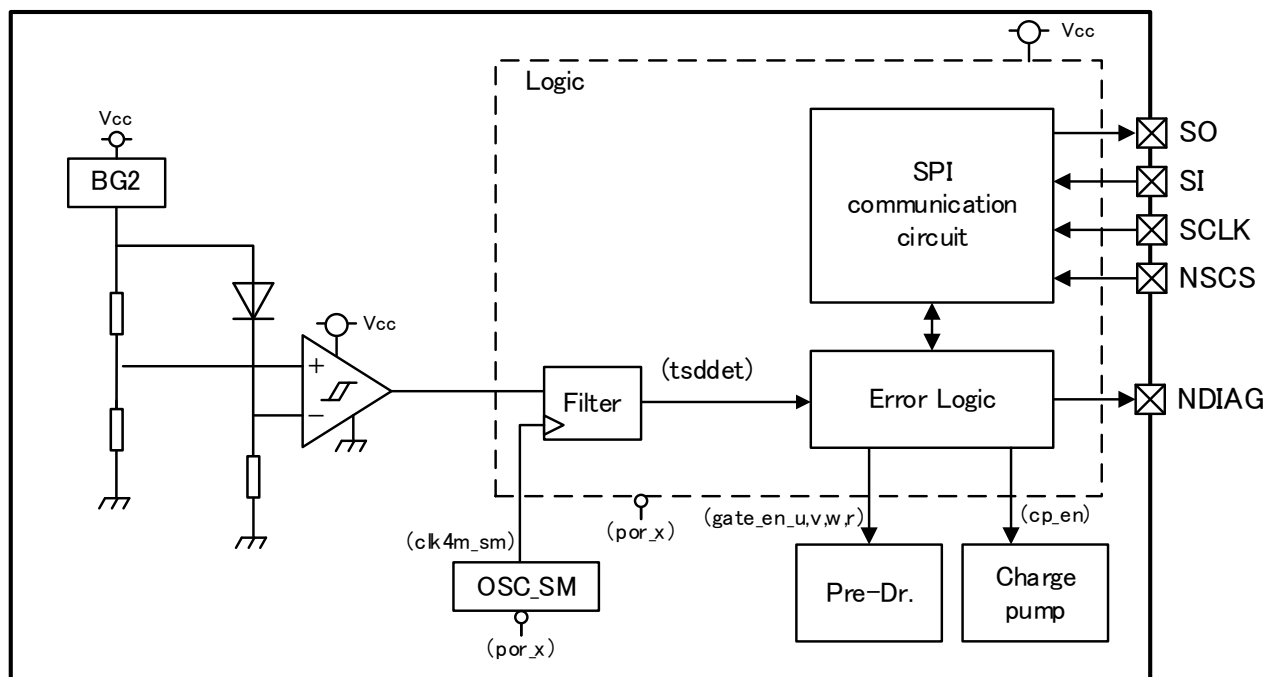 Vcc
Logic
Vcc
BG2
SPI
communication
circuit
SO
SI
SCLK
NSCS
Vcc
+
−
Filter
(tsddet)
Error Logic
NDIAG
(clk4m_sm)
(por_x)
(gate_en_u,v,w,r)
(cp_en)
OSC_SM
(por_x)
Pre-Dr.
Charge
pump